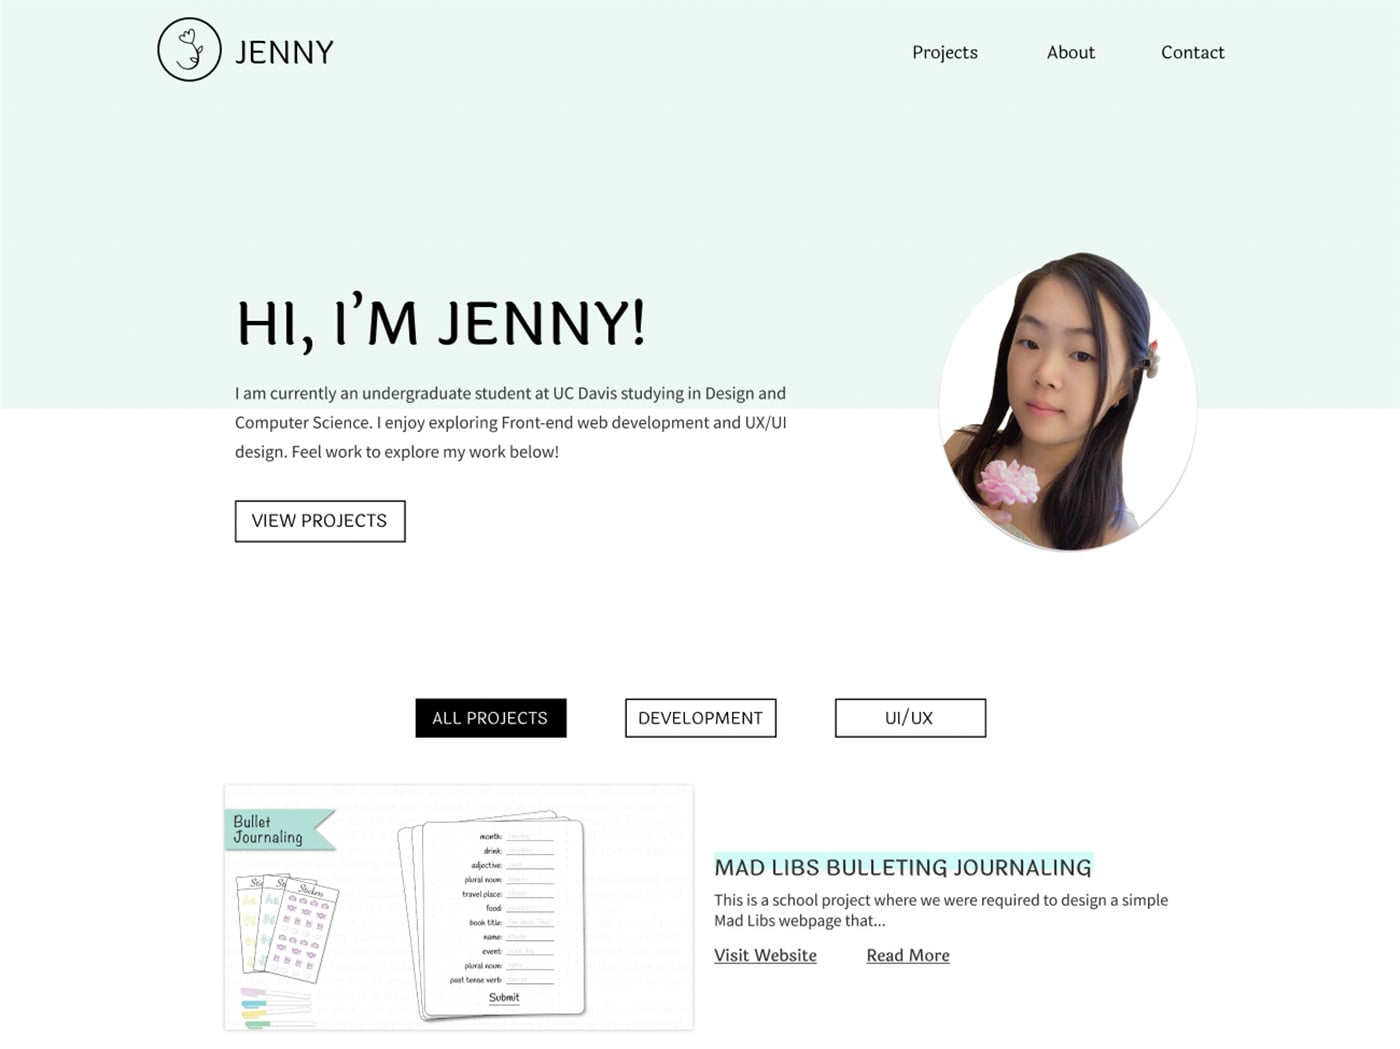 JENNY
Projects About Contact
HI, I’M JENNY!
I am currently an undergraduate student at UC Davis studying in Design and
Computer Science. I enjoy exploring Front-end web development and UX/UI
design. Feel work to explore my work below!
VIEW PROJECTS
ALL PROJECTS DEVELOPMENT UI/UX
Bullet
Journaling
Stickers
month:
drink:
adjective:
plural noun:
travel place:
food:
book title:
name:
event:
plural noun:
past tense verb:
Submit
MAD LIBS BULLETING JOURNALING
This is a school project where we were required to design a simple
Mad Libs webpage that...
Visit Website Read More